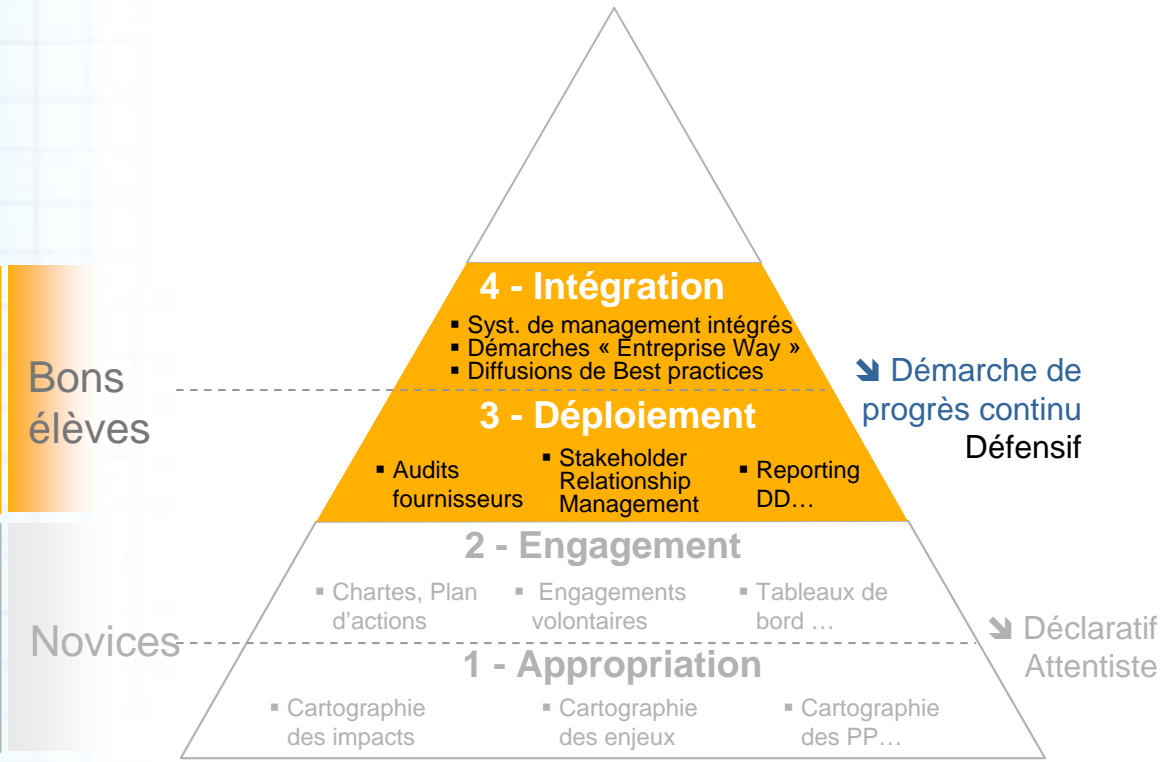 4 - Intégration
▪ Syst. de management intégrés
▪ Démarches « Entreprise Way »
▪ Diffusions de Best practices
Bons
élèves
➘ Démarche de
progrès continu
Défensif
3 - Déploiement
▪ Audits
fournisseurs
▪ Stakeholder
Relationship
Management
▪ Reporting
DD…
2 - Engagement
▪ Chartes, Plan
d’actions
▪ Engagements
volontaires
▪ Tableaux de
bord …
Novices
➘ Déclaratif
Attentiste
1 - Appropriation
▪ Cartographie
des impacts
▪ Cartographie
des enjeux
▪ Cartographie
des PP…